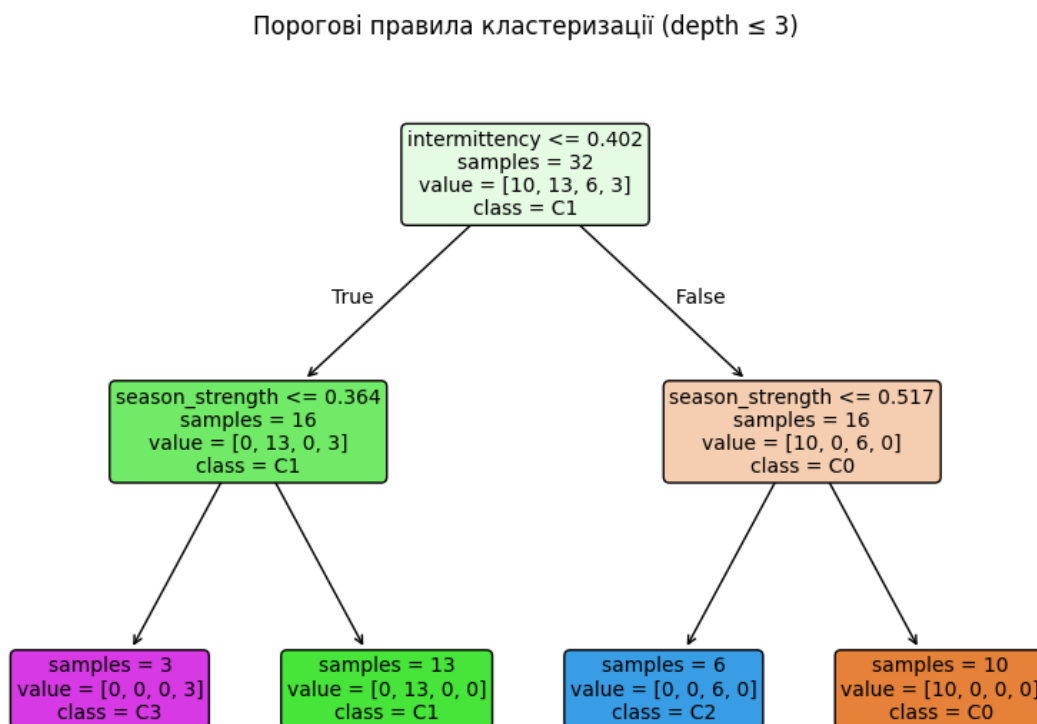 Порогові правила кластеризації (depth ≤ 3)
intermittency <= 0.402
samples = 32
value = [10, 13, 6, 3]
class = C1
True
False
season_strength <= 0.364
samples = 16
value = [0, 13, 0, 3]
class = C1
season_strength <= 0.517
samples = 16
value = [10, 0, 6, 0]
class = C0
samples = 3
value = [0, 0, 0, 3]
class = C3
samples = 13
value = [0, 13, 0, 0]
class = C1
samples = 6
value = [0, 0, 6, 0]
class = C2
samples = 10
value = [10, 0, 0, 0]
class = C0